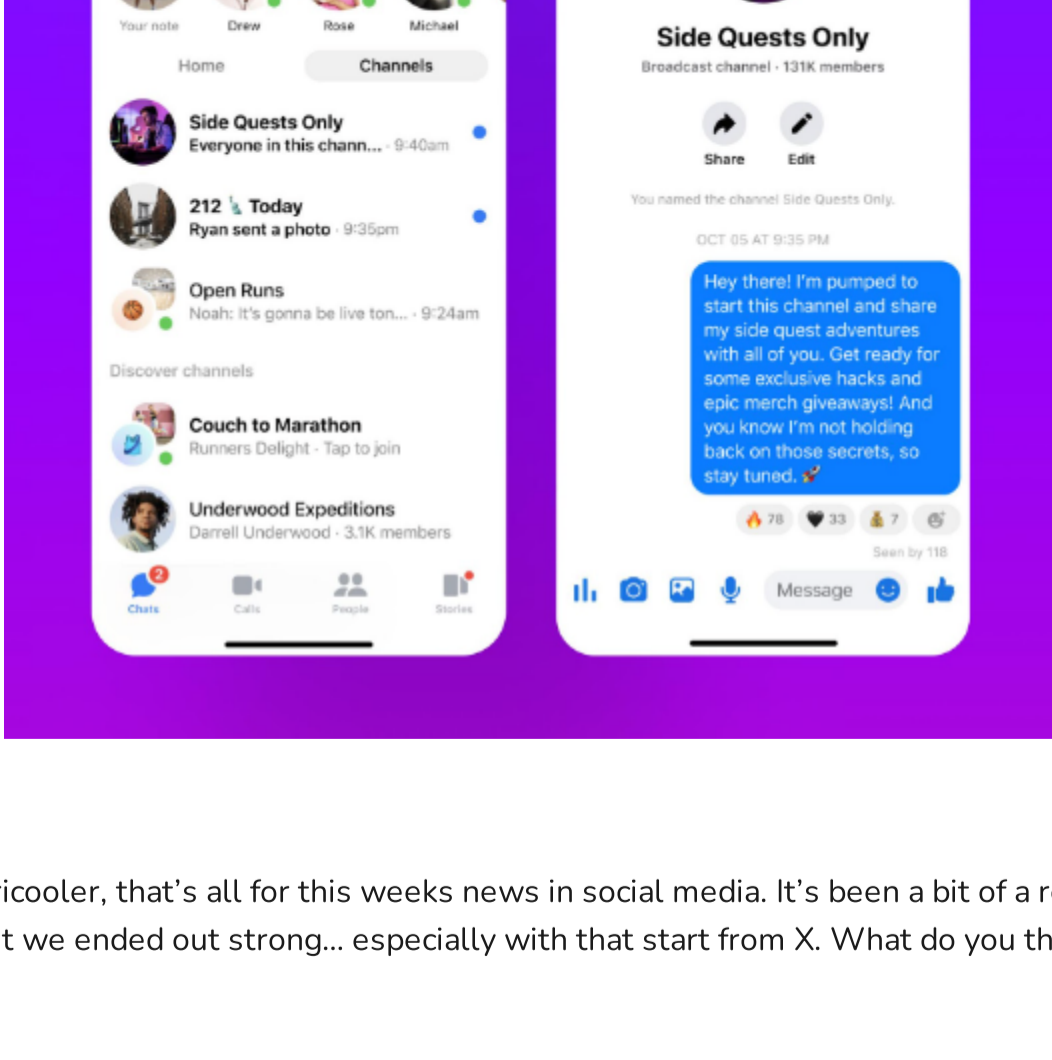 Your note
Drew
Rose
Michael
Home
Channels
Side Quests Only
Everyone in this chann... · 9:40am
212 🗽 Today
Ryan sent a photo · 9:35pm
Open Runs
Noah: It's gonna be live ton... · 9:24am
Discover channels
Couch to Marathon
Runners Delight · Tap to join
Underwood Expeditions
Darrell Underwood · 3.1K members
2
Chats
Calls
People
Stories
Side Quests Only
Broadcast channel · 131K members
Share
Edit
You named the channel Side Quests Only.
OCT 05 AT 9:35 PM
Hey there! I'm pumped to
start this channel and share
my side quest adventures
with all of you. Get ready for
some exclusive hacks and
epic merch giveaways! And
you know I'm not holding
back on those secrets, so
stay tuned. 🚀
🔥 78 🖤 33 💰 7
Seen by 118
Message
ricooler, that's all for this weeks news in social media. It's been a bit of a r
t we ended out strong... especially with that start from X. What do you th